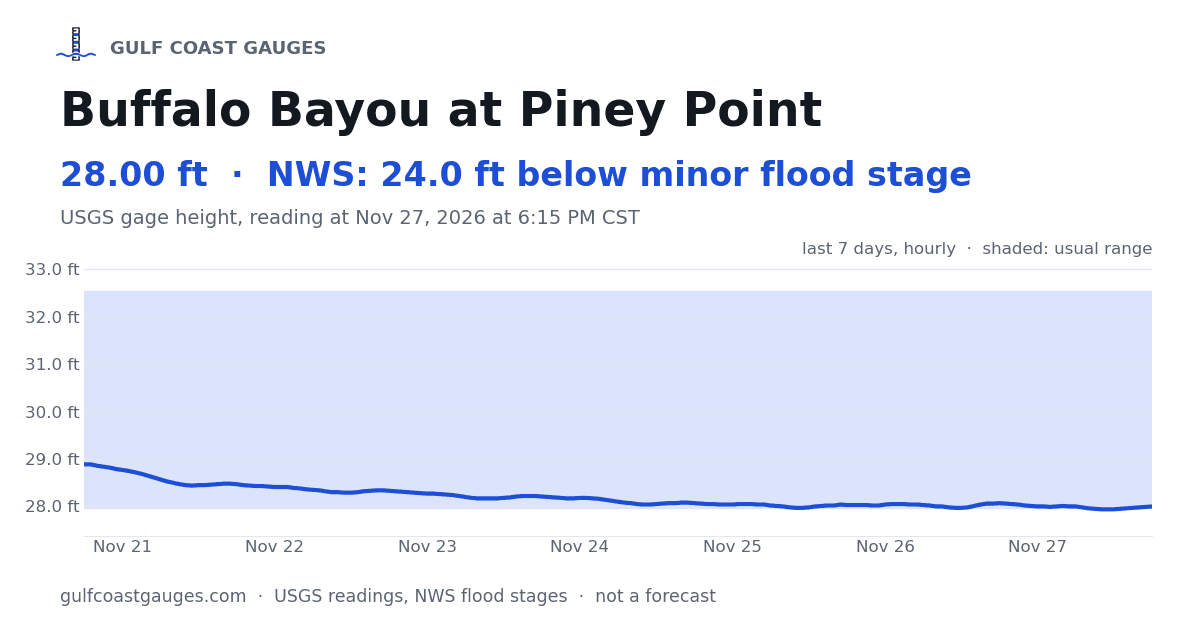 GULF COAST GAUGES
Buffalo Bayou at Piney Point
28.00 ft · NWS: 24.0 ft below minor flood stage
USGS gage height, reading at Nov 27, 2026 at 6:15 PM CST
last 7 days, hourly · shaded: usual range
33.0 ft
32.0 ft
31.0 ft
30.0 ft
29.0 ft
28.0 ft
Nov 21 Nov 22 Nov 23 Nov 24 Nov 25 Nov 26 Nov 27
gulfcoastgauges.com · USGS readings, NWS flood stages · not a forecast